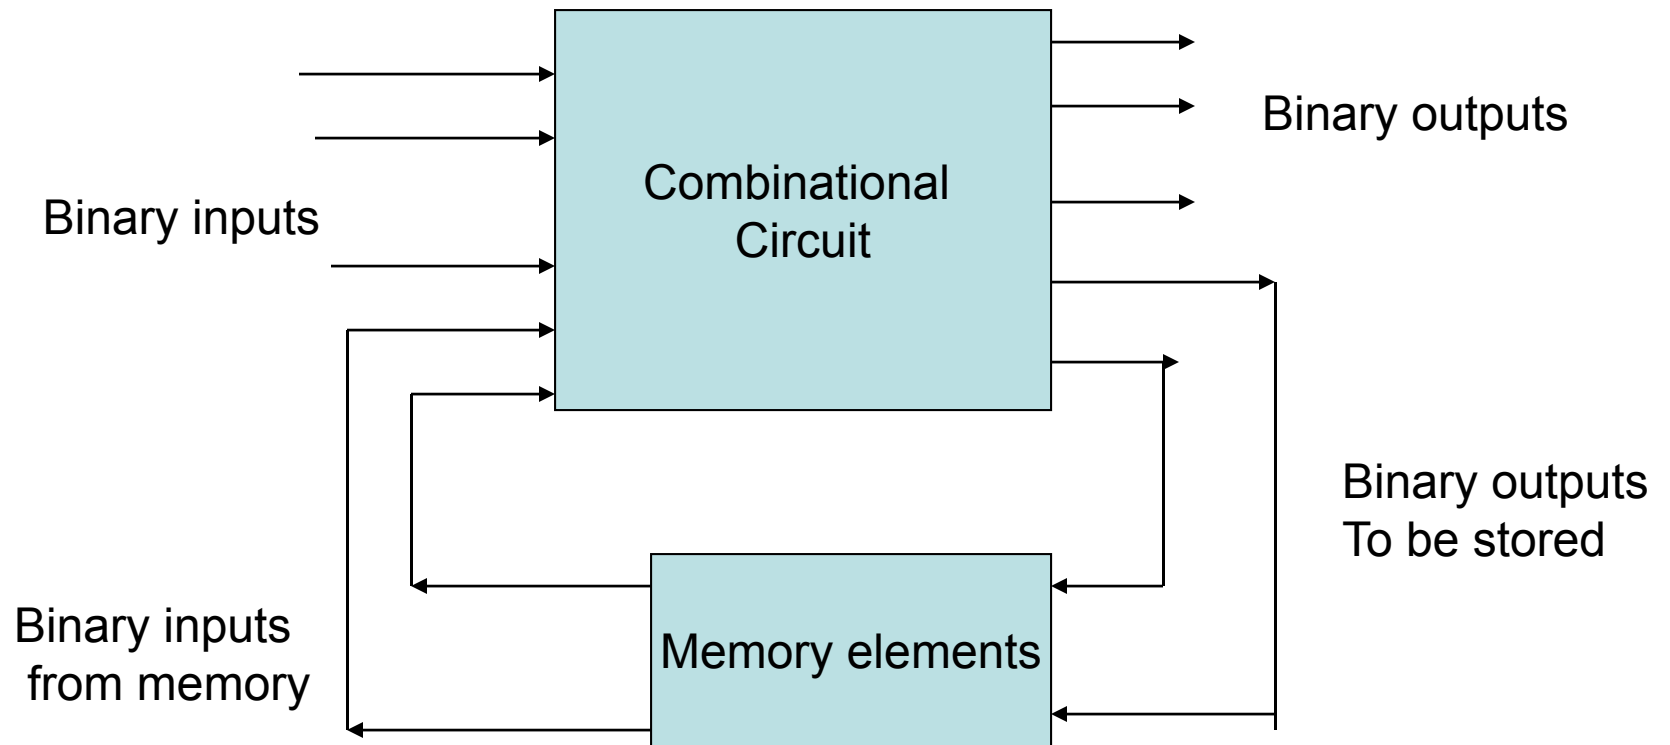 Binary inputs
Combinational
Circuit
Binary outputs
Binary outputs
To be stored
Memory elements
Binary inputs
from memory